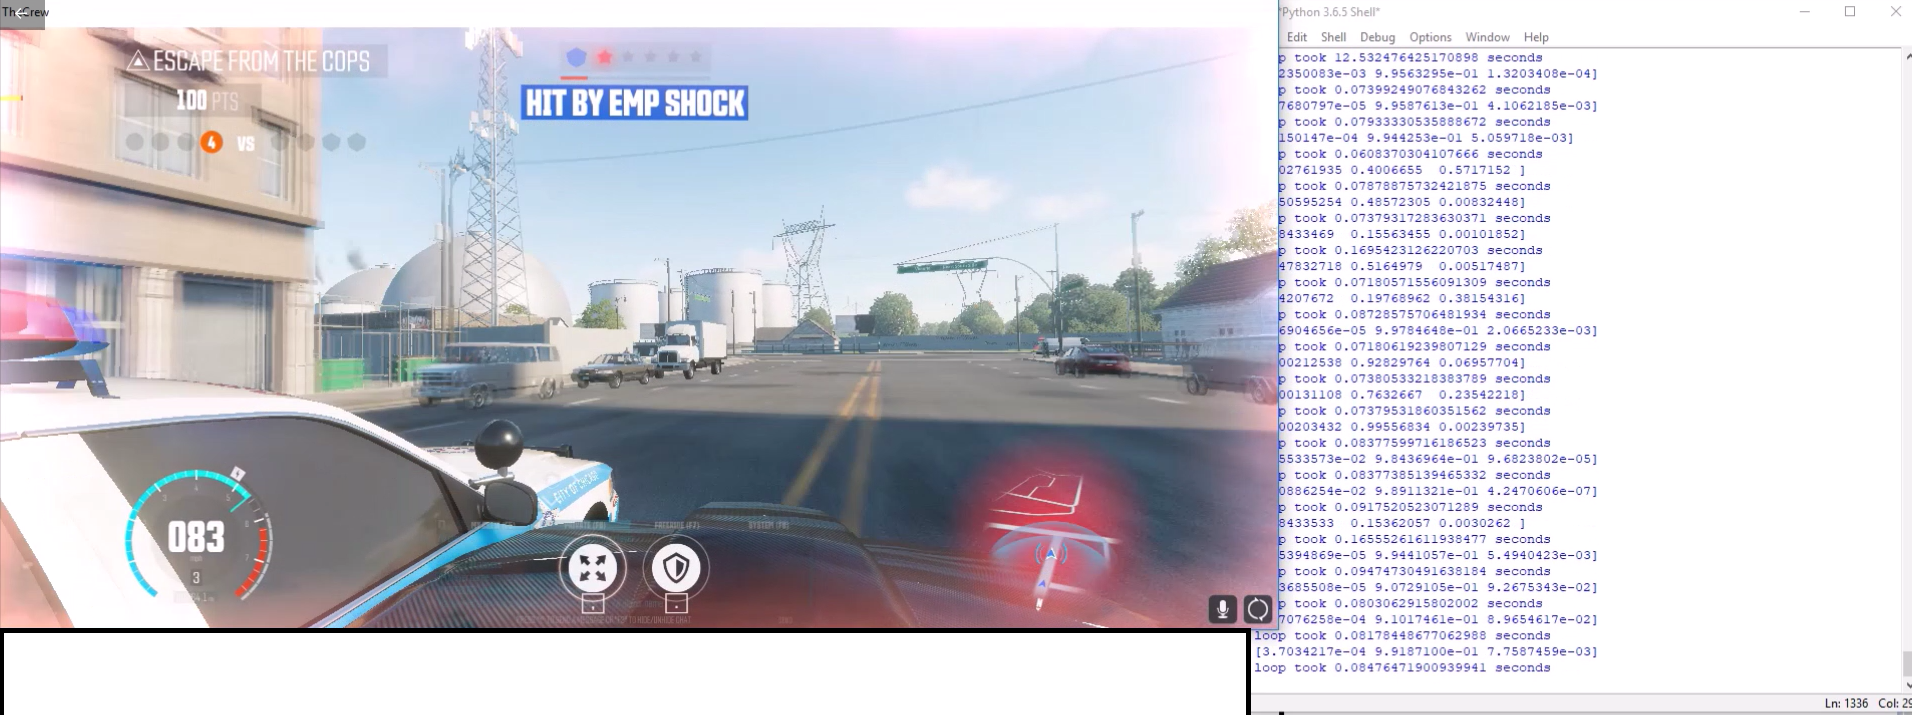 The Crew
ESCAPE FROM THE COPS
100 PTS
4 VS
HIT BY EMP SHOCK
CITY OF
083
3
*Python 3.6.5 Shell*
Edit Shell Debug Options Window Help
p took 12.532476425170898 seconds
2350083e-03 9.9563295e-01 1.3203408e-04]
p took 0.07399249076843262 seconds
7680797e-05 9.9587613e-01 4.1062185e-03]
p took 0.07933330535888672 seconds
150147e-04 9.944253e-01 5.059718e-03]
p took 0.0608370304107666 seconds
02761935 0.4006655 0.5717152 ]
p took 0.07878875732421875 seconds
50595254 0.48572305 0.00832448]
p took 0.07379317283630371 seconds
8433469 0.15563455 0.00101852]
p took 0.1695423126220703 seconds
47832718 0.5164979 0.00517487]
p took 0.07180571556091309 seconds
4207672 0.19768962 0.38154316]
p took 0.08728575706481934 seconds
6904656e-05 9.9784648e-01 2.0665233e-03]
p took 0.07180619239807129 seconds
00212538 0.92829764 0.06957704]
p took 0.07380533218383789 seconds
00131108 0.7632667 0.23542218]
p took 0.07379531860351562 seconds
00203432 0.99556834 0.00239735]
p took 0.08377599716186523 seconds
5533573e-02 9.8436964e-01 9.6823802e-05]
p took 0.08377385139465332 seconds
0886254e-02 9.8911321e-01 4.2470606e-07]
p took 0.0917520523071289 seconds
8433533 0.15362057 0.0030262 ]
p took 0.165552616119384​77 seconds
5394869e-05 9.9441057e-01 5.4940423e-03]
p took 0.09474730491638184 seconds
3685508e-05 9.0729105e-01 9.2675343e-02]
p took 0.0803062915802002 seconds
7076258e-04 9.1017461e-01 8.9654617e-02]
loop took 0.08178448677062988 seconds
[3.7034217e-04 9.9187100e-01 7.7587459e-03]
loop took 0.08476471900939941 seconds
Ln: 1336 Col: 29